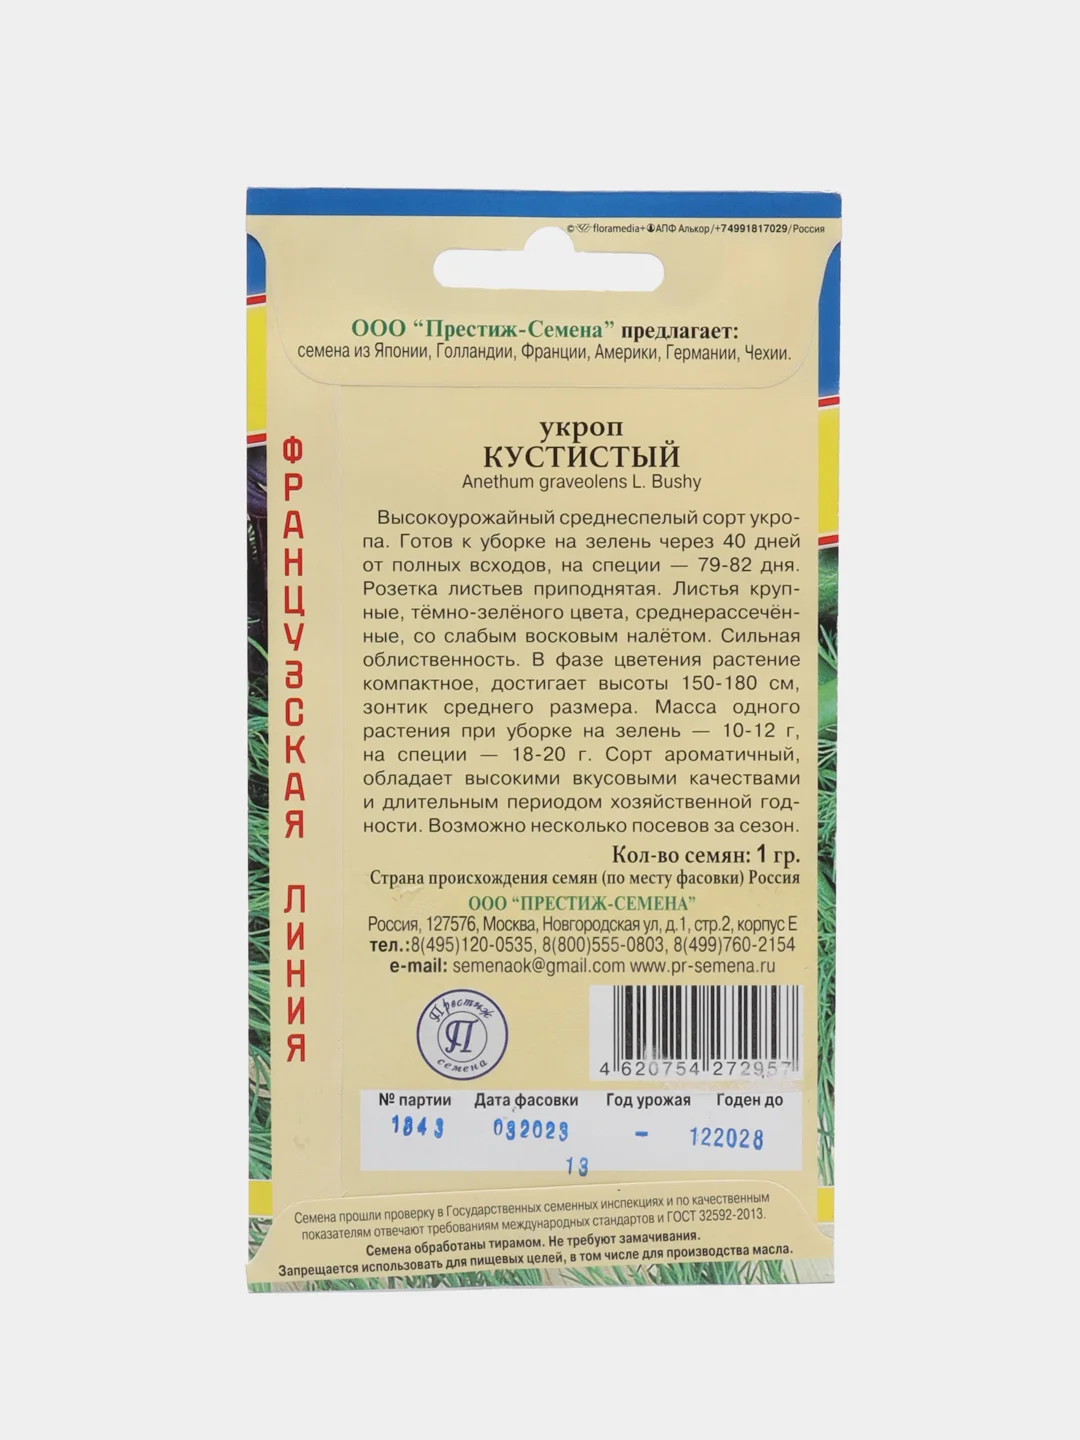 © floramedia+ АПФ Алькор/+74991817029/Россия
ООО “Престиж-Семена” предлагает:
семена из Японии, Голландии, Франции, Америки, Германии, Чехии.
ФРАНЦУЗСКАЯ ЛИНИЯ
укроп
КУСТИСТЫЙ
Anethum graveolens L. Bushy
Высокоурожайный среднеспелый сорт укро-
па. Готов к уборке на зелень через 40 дней
от полных всходов, на специи — 79-82 дня.
Розетка листьев приподнятая. Листья круп-
ные, тёмно-зелёного цвета, среднерассечён-
ные, со слабым восковым налётом. Сильная
облиственность. В фазе цветения растение
компактное, достигает высоты 150-180 см,
зонтик среднего размера. Масса одного
растения при уборке на зелень — 10-12 г,
на специи — 18-20 г. Сорт ароматичный,
обладает высокими вкусовыми качествами
и длительным периодом хозяйственной год-
ности. Возможно несколько посевов за сезон.
Кол-во семян: 1 гр.
Страна происхождения семян (по месту фасовки) Россия
ООО “ПРЕСТИЖ-СЕМЕНА”
Россия, 127576, Москва, Новгородская ул, д.1, стр.2, корпус Е
тел.:8(495)120-0535, 8(800)555-0803, 8(499)760-2154
e-mail: semenaok@gmail.com www.pr-semena.ru
Престиж
П
семена
4 620754 272957
№ партии Дата фасовки Год урожая Годен до
1843 032023 – 122028
13
Семена прошли проверку в Государственных семенных инспекциях и по качественным
показателям отвечают требованиям международных стандартов и ГОСТ 32592-2013.
Семена обработаны тирамом. Не требуют замачивания.
Запрещается использовать для пищевых целей, в том числе для производства масла.